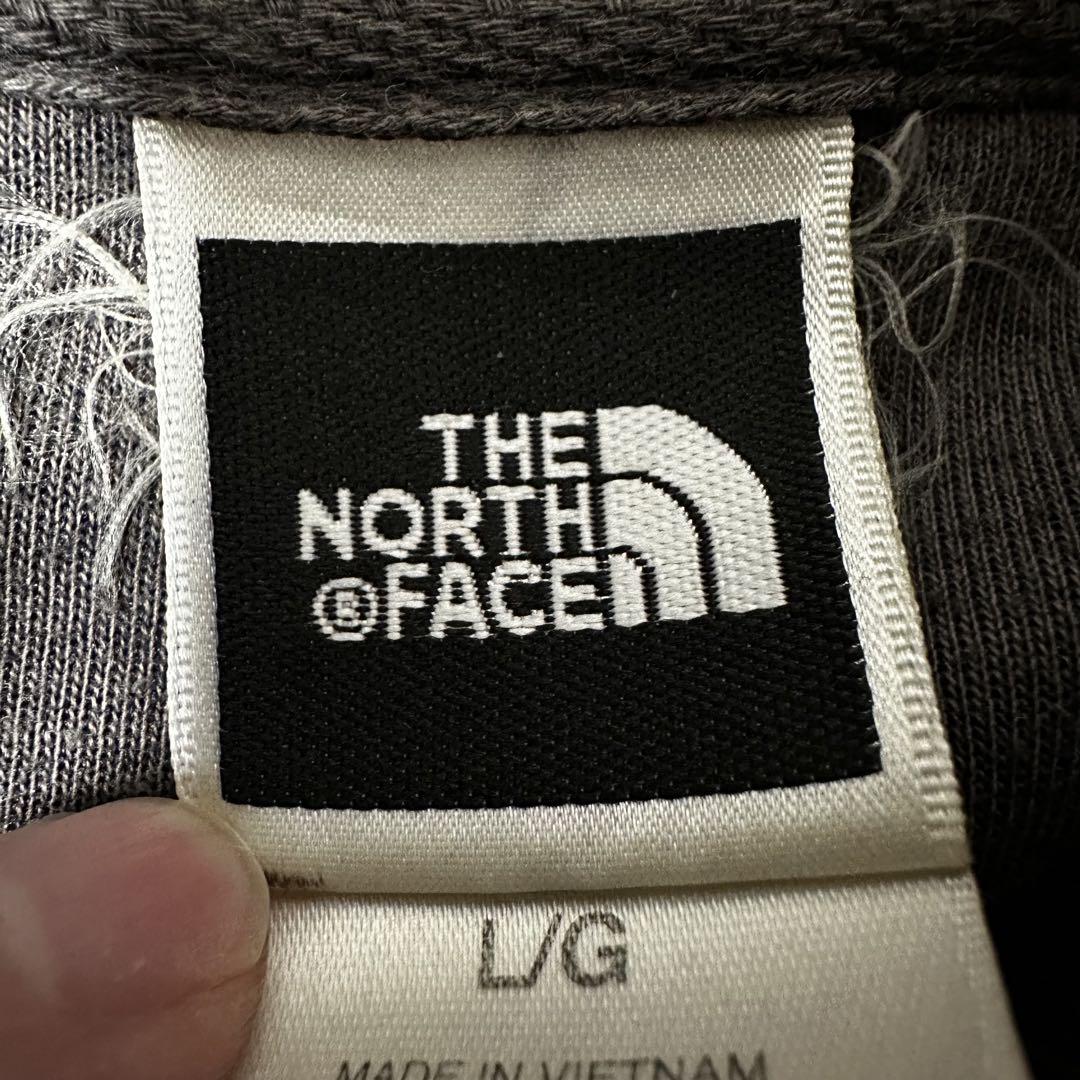 THE
NORTH
®FACE
L/G
MADE IN VIETNAM